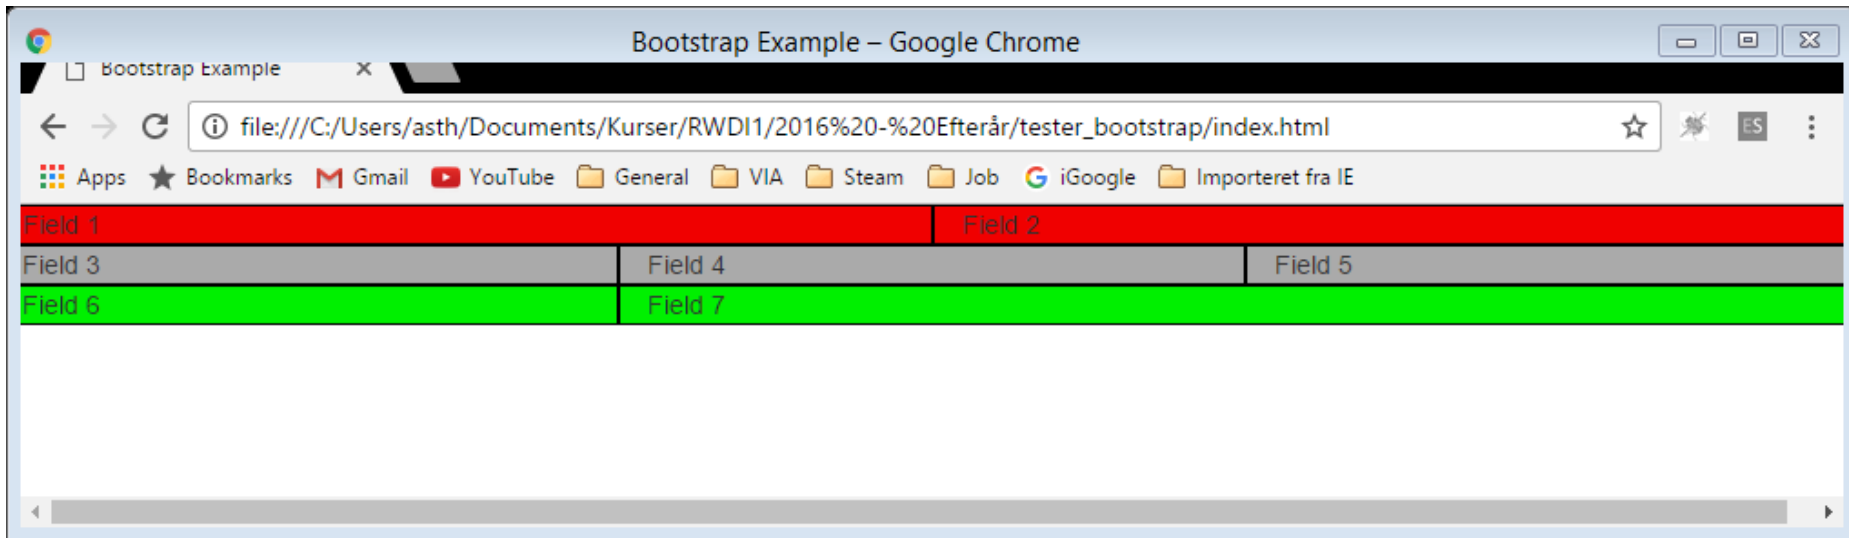 Bootstrap Example – Google Chrome
Bootstrap Example
file:///C:/Users/asth/Documents/Kurser/RWDI1/2016%20-%20Efterår/tester_bootstrap/index.html
ES
Apps Bookmarks Gmail YouTube General VIA Steam Job iGoogle Importeret fra IE
Field 1 Field 2
Field 3 Field 4 Field 5
Field 6 Field 7